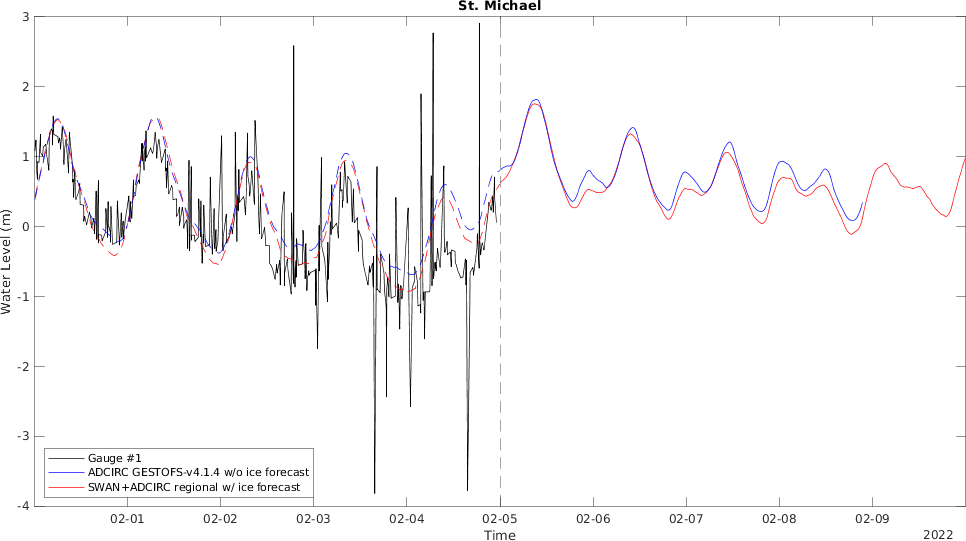 St. Michael
3
2
1
0
-1
-2
-3
-4
Water Level (m)
Gauge #1
ADCIRC GESTOFS-v4.1.4 w/o ice forecast
SWAN+ADCIRC regional w/ ice forecast
02-01 02-02 02-03 02-04 02-05 02-06 02-07 02-08 02-09
Time
2022